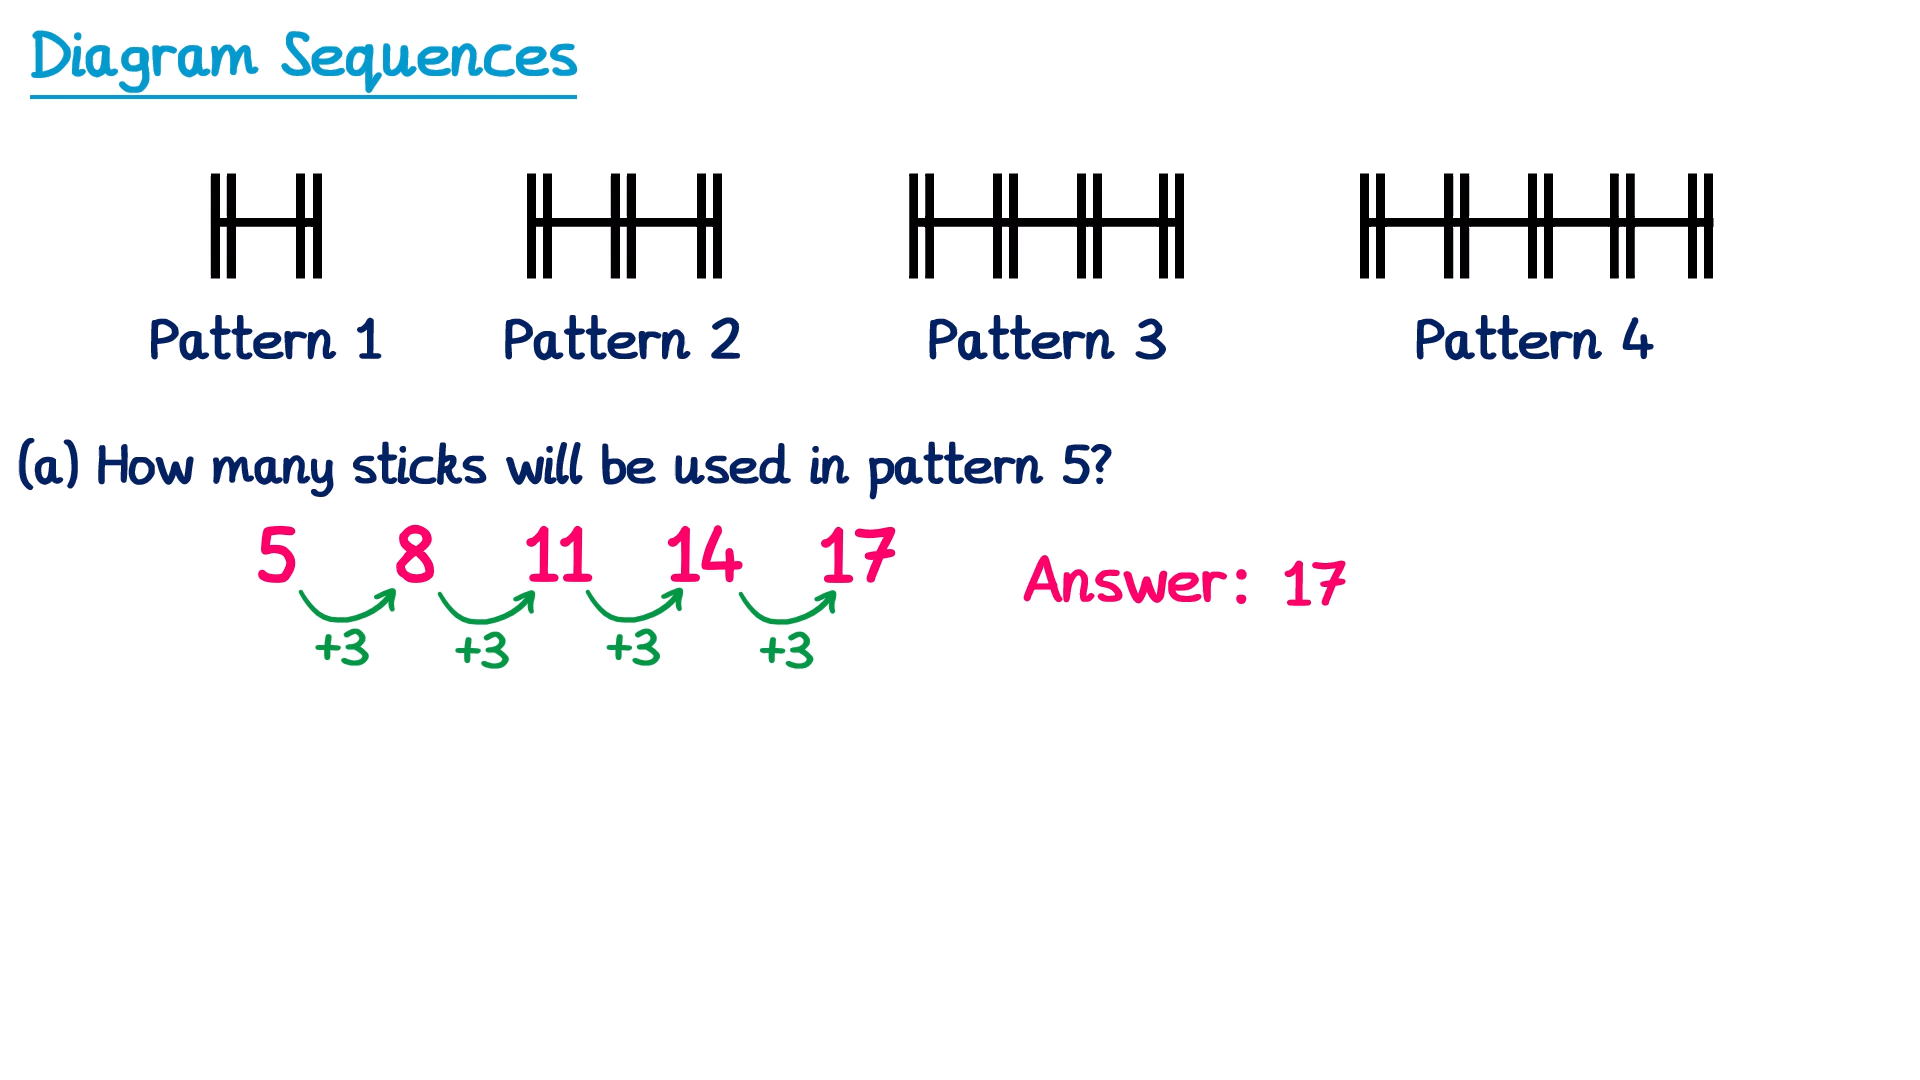 Diagram Sequences
Pattern 1 Pattern 2 Pattern 3 Pattern 4
(a) How many sticks will be used in pattern 5?
5 8 11 14 17
+3 +3 +3 +3
Answer: 17